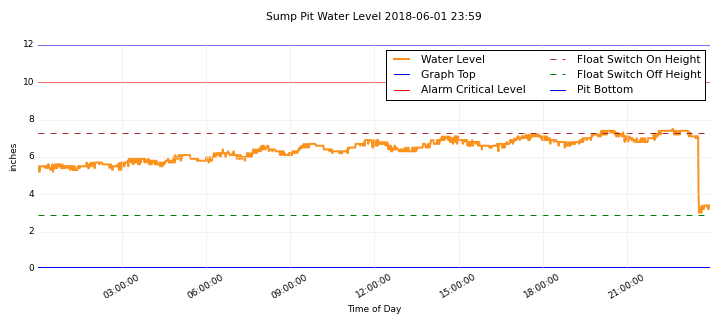 Sump Pit Water Level 2018-06-01 23:59
12
10
8
6
4
2
0
inches
Water Level
Graph Top
Alarm Critical Level
Float Switch On Height
Float Switch Off Height
Pit Bottom
03:00:00
06:00:00
09:00:00
12:00:00
15:00:00
18:00:00
21:00:00
Time of Day